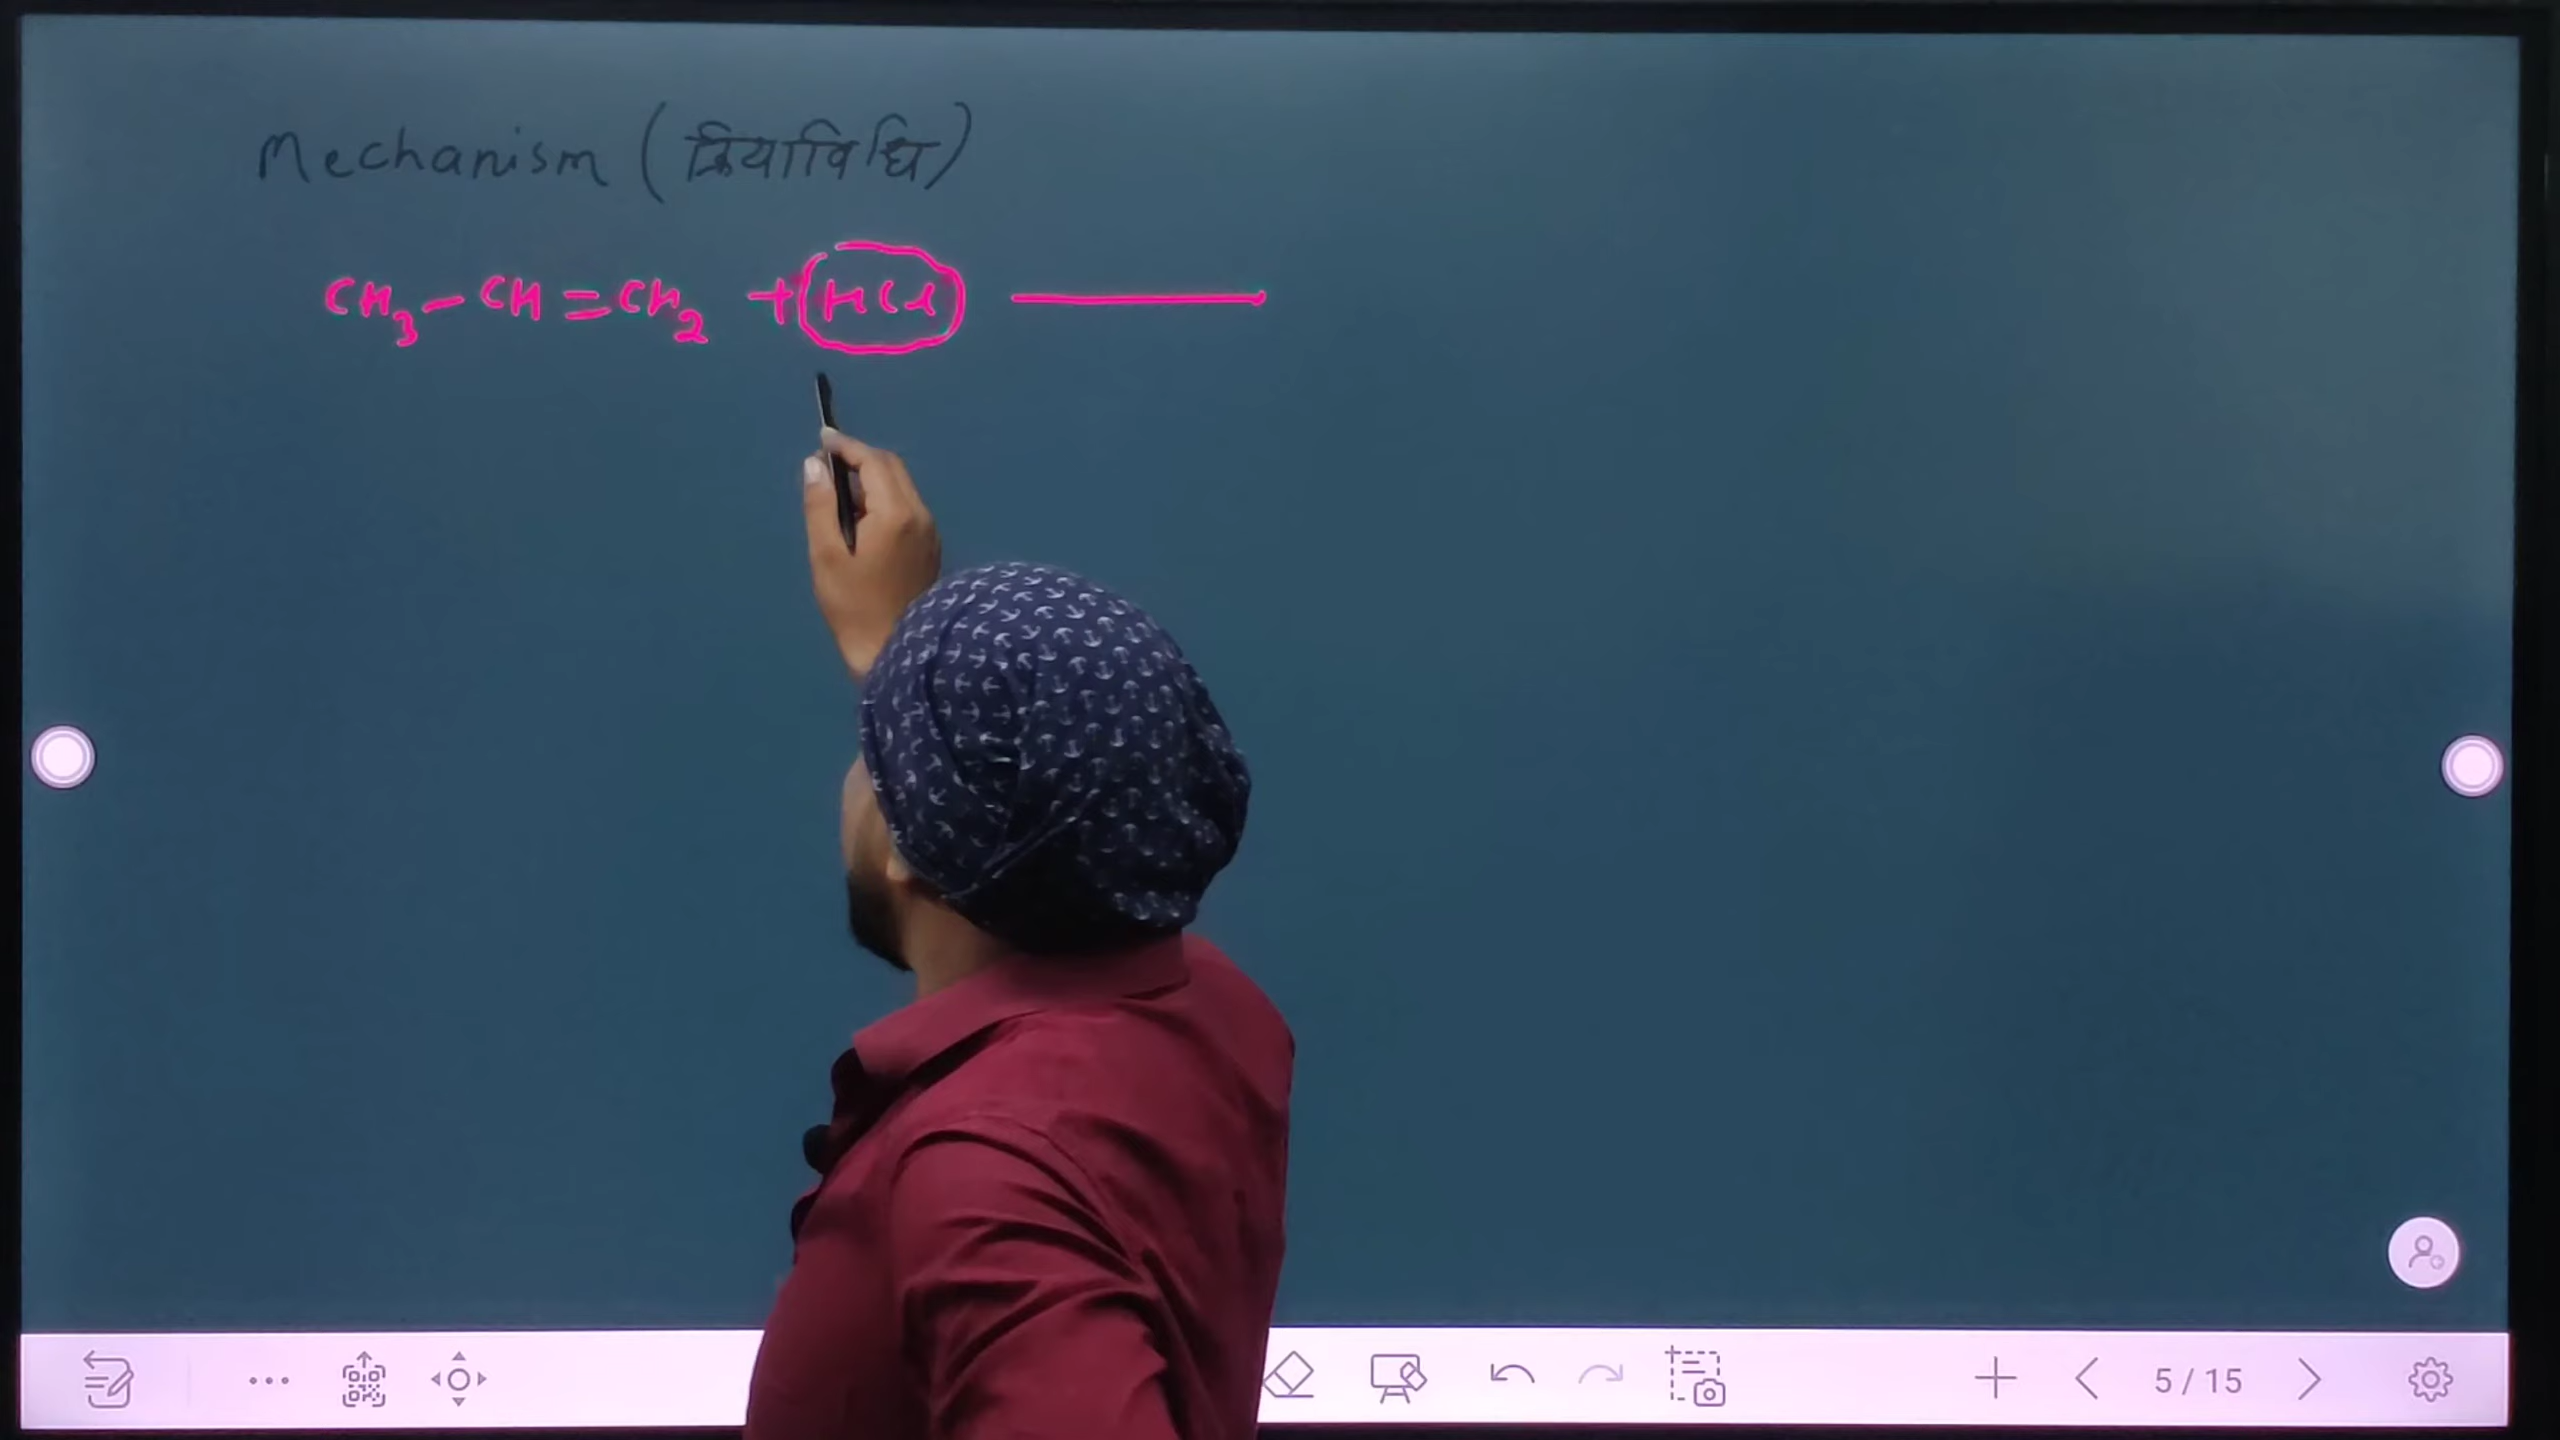 Mechanism (क्रियाविधि)
CH₃ – CH = CH₂ + HCl
5 / 15